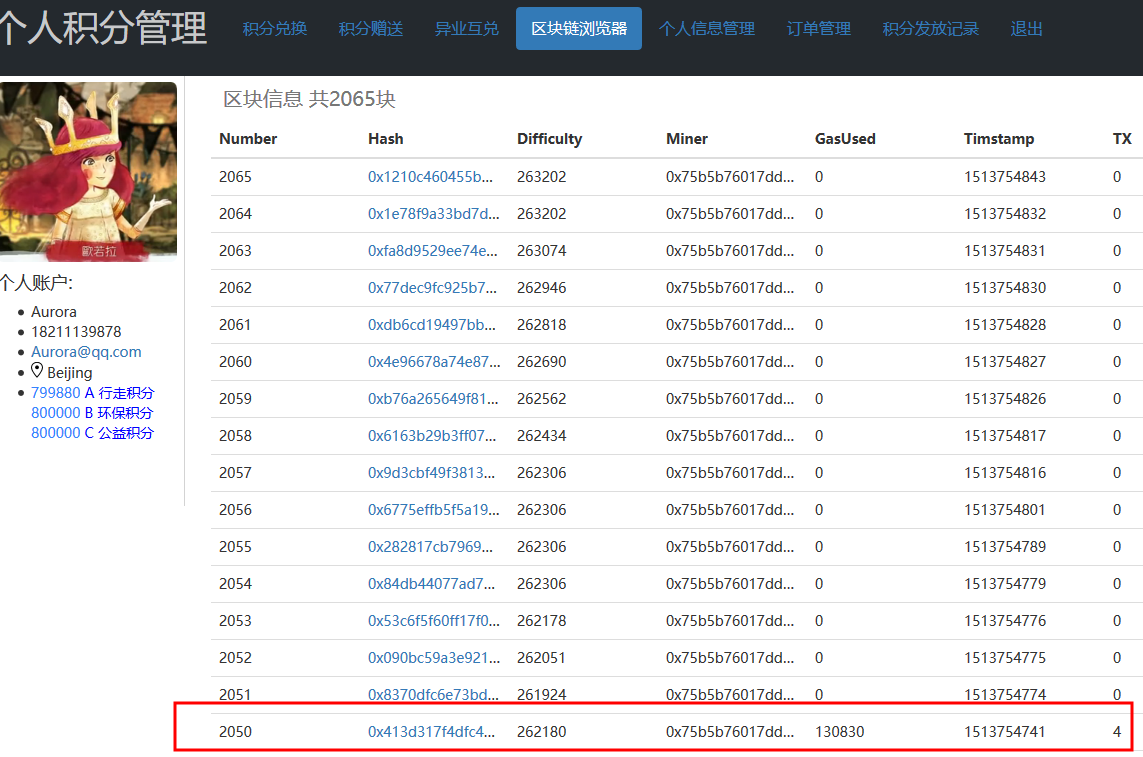 个人积分管理 积分兑换 积分赠送 异业互兑 区块链浏览器 个人信息管理 订单管理 积分发放记录 退出
歐若拉
个人账户:
Aurora
18211139878
Aurora@qq.com
Beijing
799880 A 行走积分
800000 B 环保积分
800000 C 公益积分
区块信息 共2065块
Number Hash Difficulty Miner GasUsed Timstamp TX
2065 0x1210c460455b... 263202 0x75b5b76017dd... 0 1513754843 0
2064 0x1e78f9a33bd7d... 263202 0x75b5b76017dd... 0 1513754832 0
2063 0xfa8d9529ee74e... 263074 0x75b5b76017dd... 0 1513754831 0
2062 0x77dec9fc925b7... 262946 0x75b5b76017dd... 0 1513754830 0
2061 0xdb6cd19497bb... 262818 0x75b5b76017dd... 0 1513754828 0
2060 0x4e96678a74e87... 262690 0x75b5b76017dd... 0 1513754827 0
2059 0xb76a265649f81... 262562 0x75b5b76017dd... 0 1513754826 0
2058 0x6163b29b3ff07... 262434 0x75b5b76017dd... 0 1513754817 0
2057 0x9d3cbf49f3813... 262306 0x75b5b76017dd... 0 1513754816 0
2056 0x6775effb5f5a19... 262306 0x75b5b76017dd... 0 1513754801 0
2055 0x282817cb7969... 262306 0x75b5b76017dd... 0 1513754789 0
2054 0x84db44077ad7... 262306 0x75b5b76017dd... 0 1513754779 0
2053 0x53c6f5f60ff17f0... 262178 0x75b5b76017dd... 0 1513754776 0
2052 0x090bc59a3e921... 262051 0x75b5b76017dd... 0 1513754775 0
2051 0x8370dfc6e73bd... 261924 0x75b5b76017dd... 0 1513754774 0
2050 0x413d317f4dfc4... 262180 0x75b5b76017dd... 130830 1513754741 4